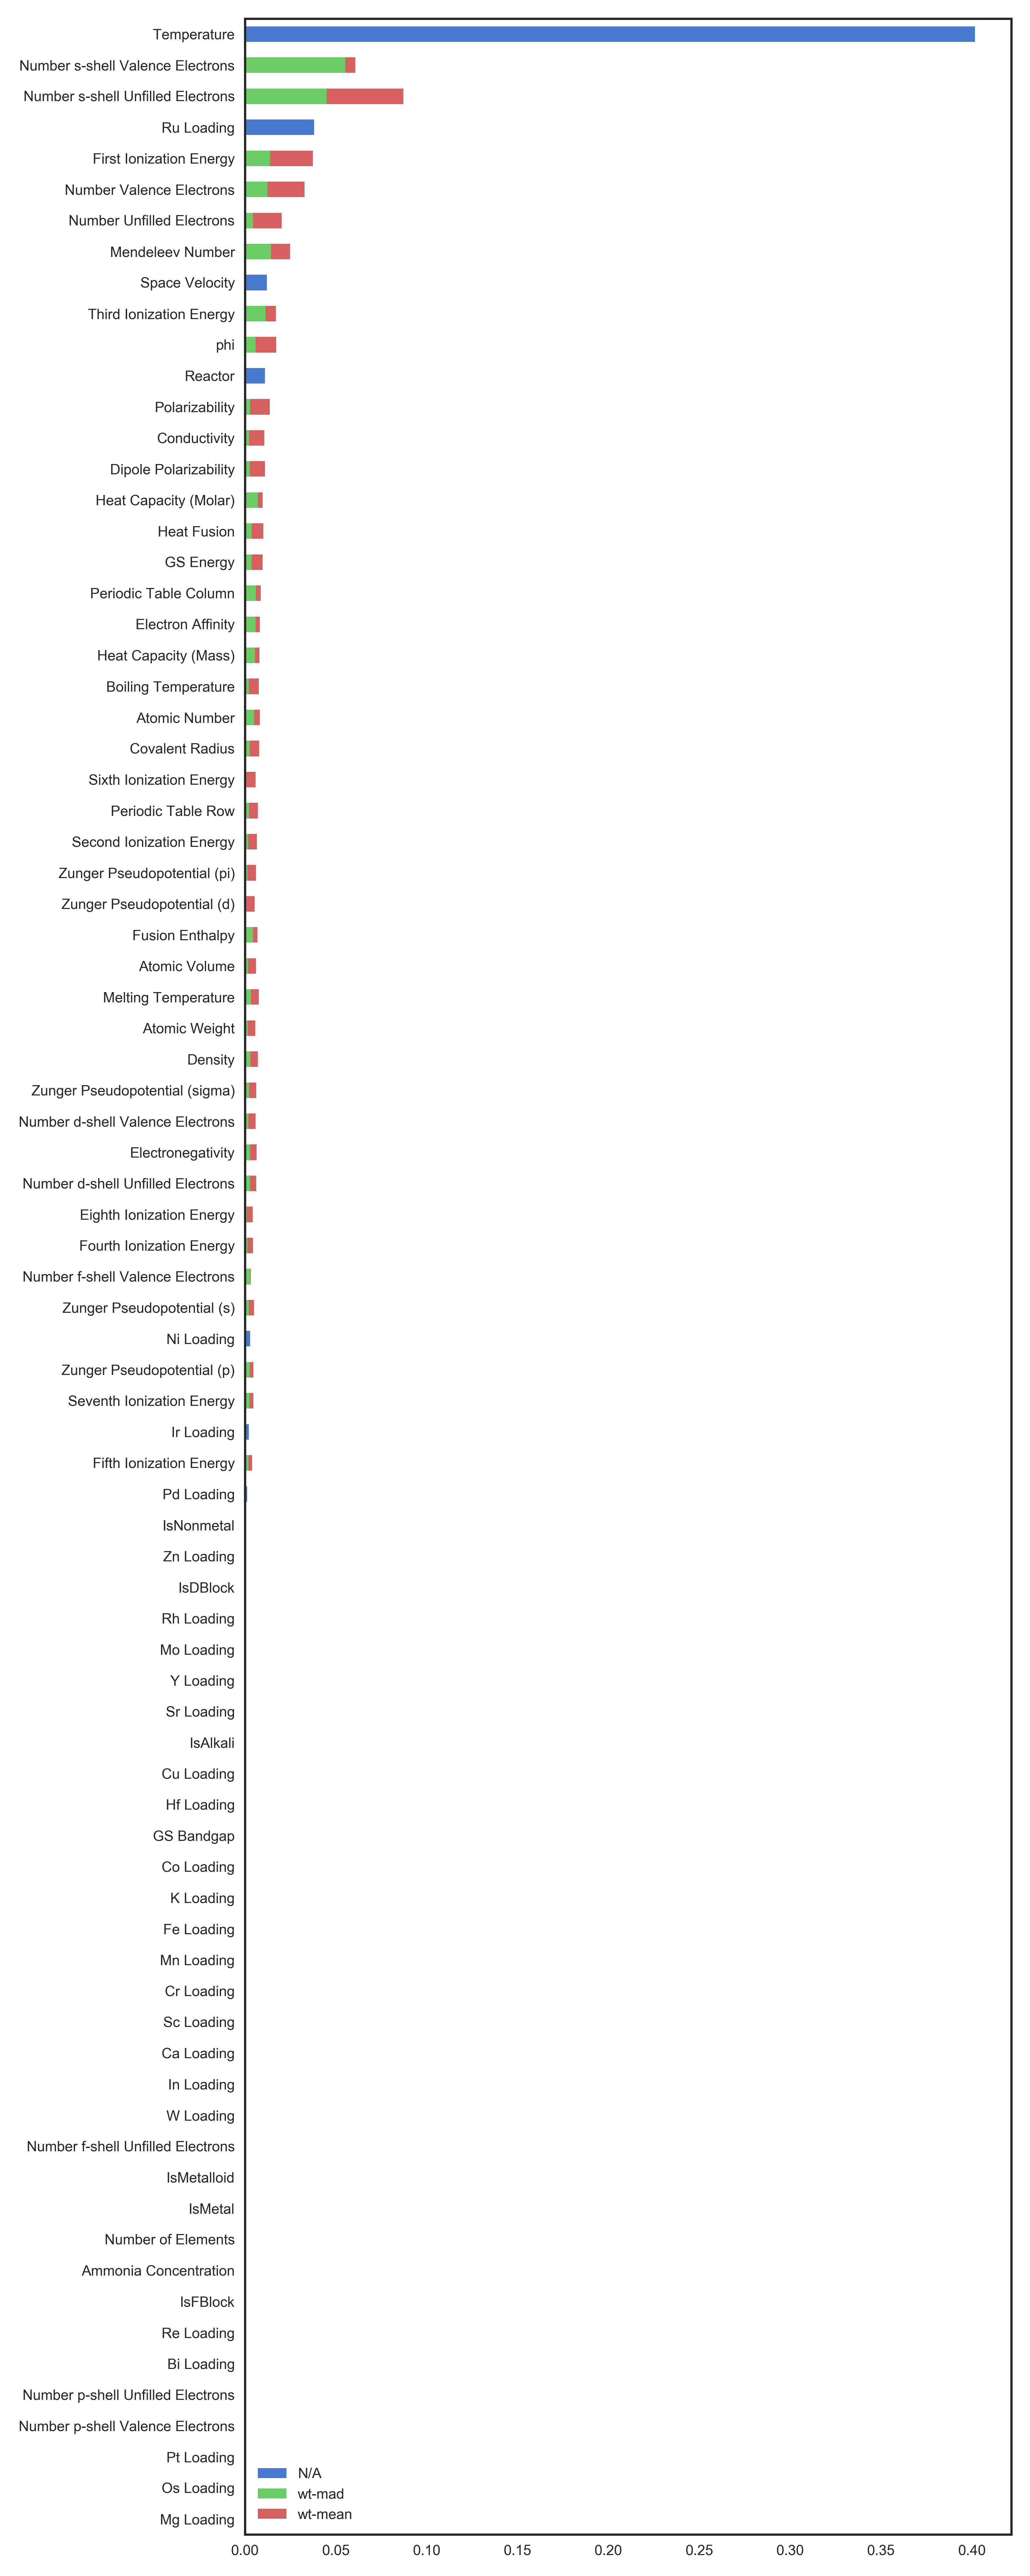 Temperature
Number s-shell Valence Electrons
Number s-shell Unfilled Electrons
Ru Loading
First Ionization Energy
Number Valence Electrons
Number Unfilled Electrons
Mendeleev Number
Space Velocity
Third Ionization Energy
phi
Reactor
Polarizability
Conductivity
Dipole Polarizability
Heat Capacity (Molar)
Heat Fusion
GS Energy
Periodic Table Column
Electron Affinity
Heat Capacity (Mass)
Boiling Temperature
Atomic Number
Covalent Radius
Sixth Ionization Energy
Periodic Table Row
Second Ionization Energy
Zunger Pseudopotential (pi)
Zunger Pseudopotential (d)
Fusion Enthalpy
Atomic Volume
Melting Temperature
Atomic Weight
Density
Zunger Pseudopotential (sigma)
Number d-shell Valence Electrons
Electronegativity
Number d-shell Unfilled Electrons
Eighth Ionization Energy
Fourth Ionization Energy
Number f-shell Valence Electrons
Zunger Pseudopotential (s)
Ni Loading
Zunger Pseudopotential (p)
Seventh Ionization Energy
Ir Loading
Fifth Ionization Energy
Pd Loading
IsNonmetal
Zn Loading
IsDBlock
Rh Loading
Mo Loading
Y Loading
Sr Loading
IsAlkali
Cu Loading
Hf Loading
GS Bandgap
Co Loading
K Loading
Fe Loading
Mn Loading
Cr Loading
Sc Loading
Ca Loading
In Loading
W Loading
Number f-shell Unfilled Electrons
IsMetalloid
IsMetal
Number of Elements
Ammonia Concentration
IsFBlock
Re Loading
Bi Loading
Number p-shell Unfilled Electrons
Number p-shell Valence Electrons
Pt Loading
Os Loading
Mg Loading
N/A
wt-mad
wt-mean
0.00 0.05 0.10 0.15 0.20 0.25 0.30 0.35 0.40